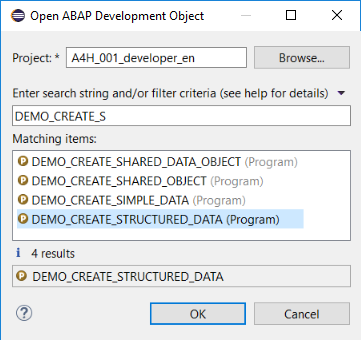 Open ABAP Development Object
Project: * A4H_001_developer_en Browse...
Enter search string and/or filter criteria (see help for details)
DEMO_CREATE_S
Matching items:
DEMO_CREATE_SHARED_DATA_OBJECT (Program)
DEMO_CREATE_SHARED_OBJECT (Program)
DEMO_CREATE_SIMPLE_DATA (Program)
DEMO_CREATE_STRUCTURED_DATA (Program)
4 results
DEMO_CREATE_STRUCTURED_DATA
OK Cancel